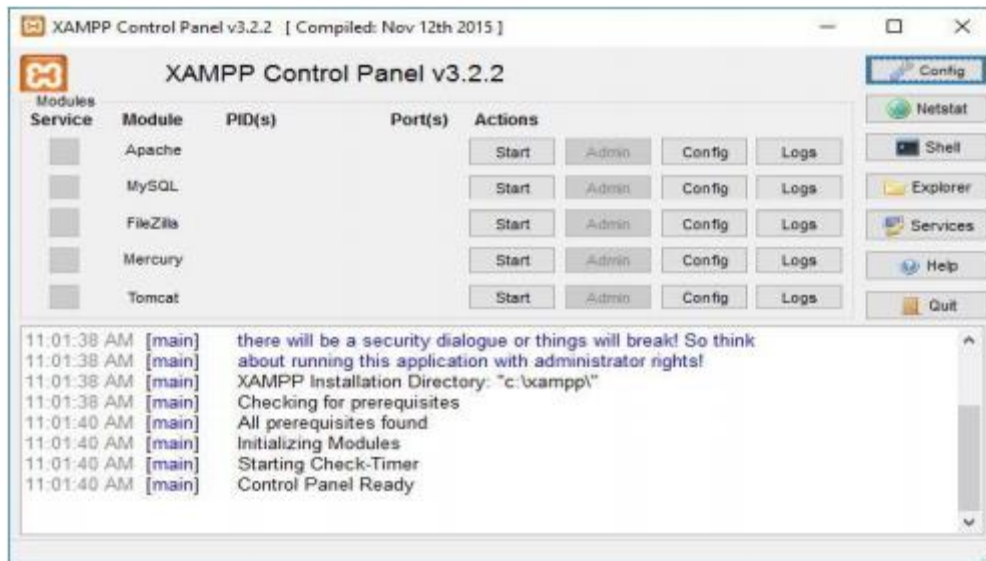 XAMPP Control Panel v3.2.2 [ Compiled: Nov 12th 2015 ]
XAMPP Control Panel v3.2.2
Config
Modules
Service Module PID(s) Port(s) Actions
Netstat
Apache Start Admin Config Logs
Shell
MySQL Start Admin Config Logs
Explorer
FileZilla Start Admin Config Logs
Services
Mercury Start Admin Config Logs
Help
Tomcat Start Admin Config Logs
Quit
11:01:38 AM [main] there will be a security dialogue or things will break! So think
11:01:38 AM [main] about running this application with administrator rights!
11:01:38 AM [main] XAMPP Installation Directory: "c:\xampp\"
11:01:38 AM [main] Checking for prerequisites
11:01:40 AM [main] All prerequisites found
11:01:40 AM [main] Initializing Modules
11:01:40 AM [main] Starting Check-Timer
11:01:40 AM [main] Control Panel Ready